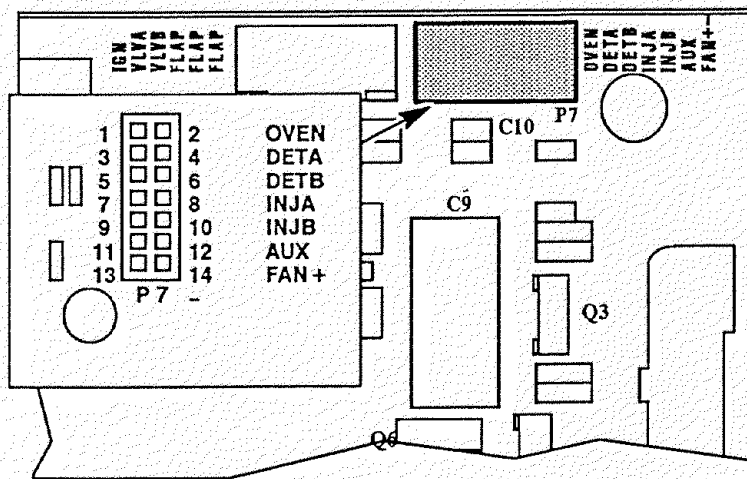 IGN
VLVA
VLVB
FLAP
FLAP
FLAP
OVEN
DETA
DETB
INJA
INJB
AUX
FAN+-
P7
C10
1 2 OVEN
3 4 DETA
5 6 DETB
7 8 INJA
9 10 INJB
11 12 AUX
13 14 FAN+
P7 -
C9
Q3
Q6